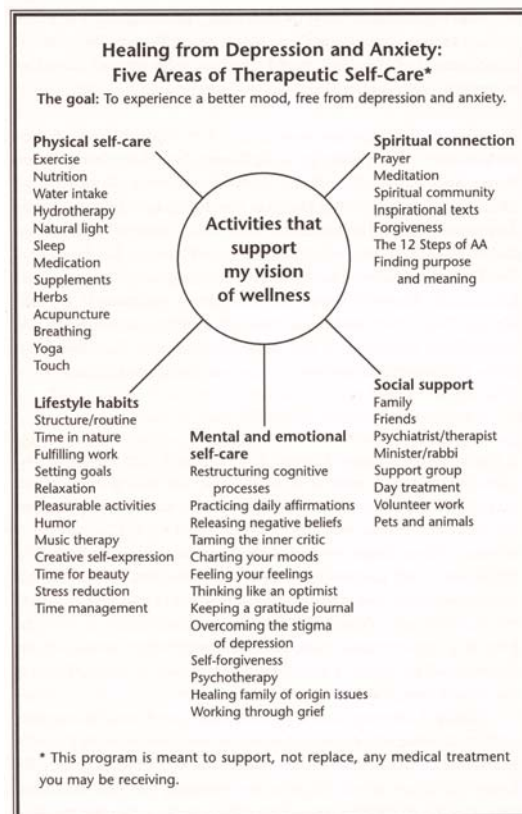 Healing from Depression and Anxiety:
Five Areas of Therapeutic Self-Care*
The goal: To experience a better mood, free from depression and anxiety.
Physical self-care
Exercise
Nutrition
Water intake
Hydrotherapy
Natural light
Sleep
Medication
Supplements
Herbs
Acupuncture
Breathing
Yoga
Touch
Spiritual connection
Prayer
Meditation
Spiritual community
Inspirational texts
Forgiveness
The 12 Steps of AA
Finding purpose
and meaning
Activities that
support
my vision
of wellness
Lifestyle habits
Structure/routine
Time in nature
Fulfilling work
Setting goals
Relaxation
Pleasurable activities
Humor
Music therapy
Creative self-expression
Time for beauty
Stress reduction
Time management
Mental and emotional
self-care
Restructuring cognitive
processes
Practicing daily affirmations
Releasing negative beliefs
Taming the inner critic
Charting your moods
Feeling your feelings
Thinking like an optimist
Keeping a gratitude journal
Overcoming the stigma
of depression
Self-forgiveness
Psychotherapy
Healing family of origin issues
Working through grief
Social support
Family
Friends
Psychiatrist/therapist
Minister/rabbi
Support group
Day treatment
Volunteer work
Pets and animals
* This program is meant to support, not replace, any medical treatment
you may be receiving.